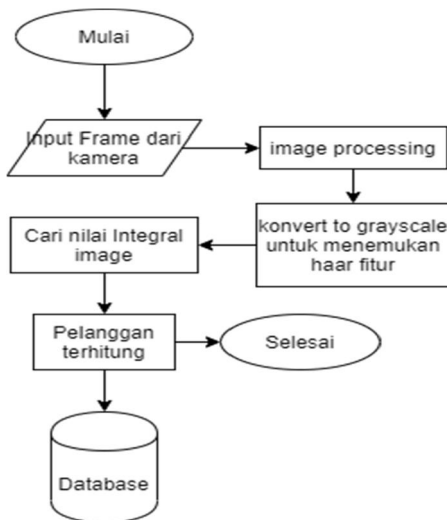 Mulai
Input Frame dari
kamera
image processing
konvert to grayscale
untuk menemukan
haar fitur
Cari nilai Integral
image
Pelanggan
terhitung
Selesai
Database